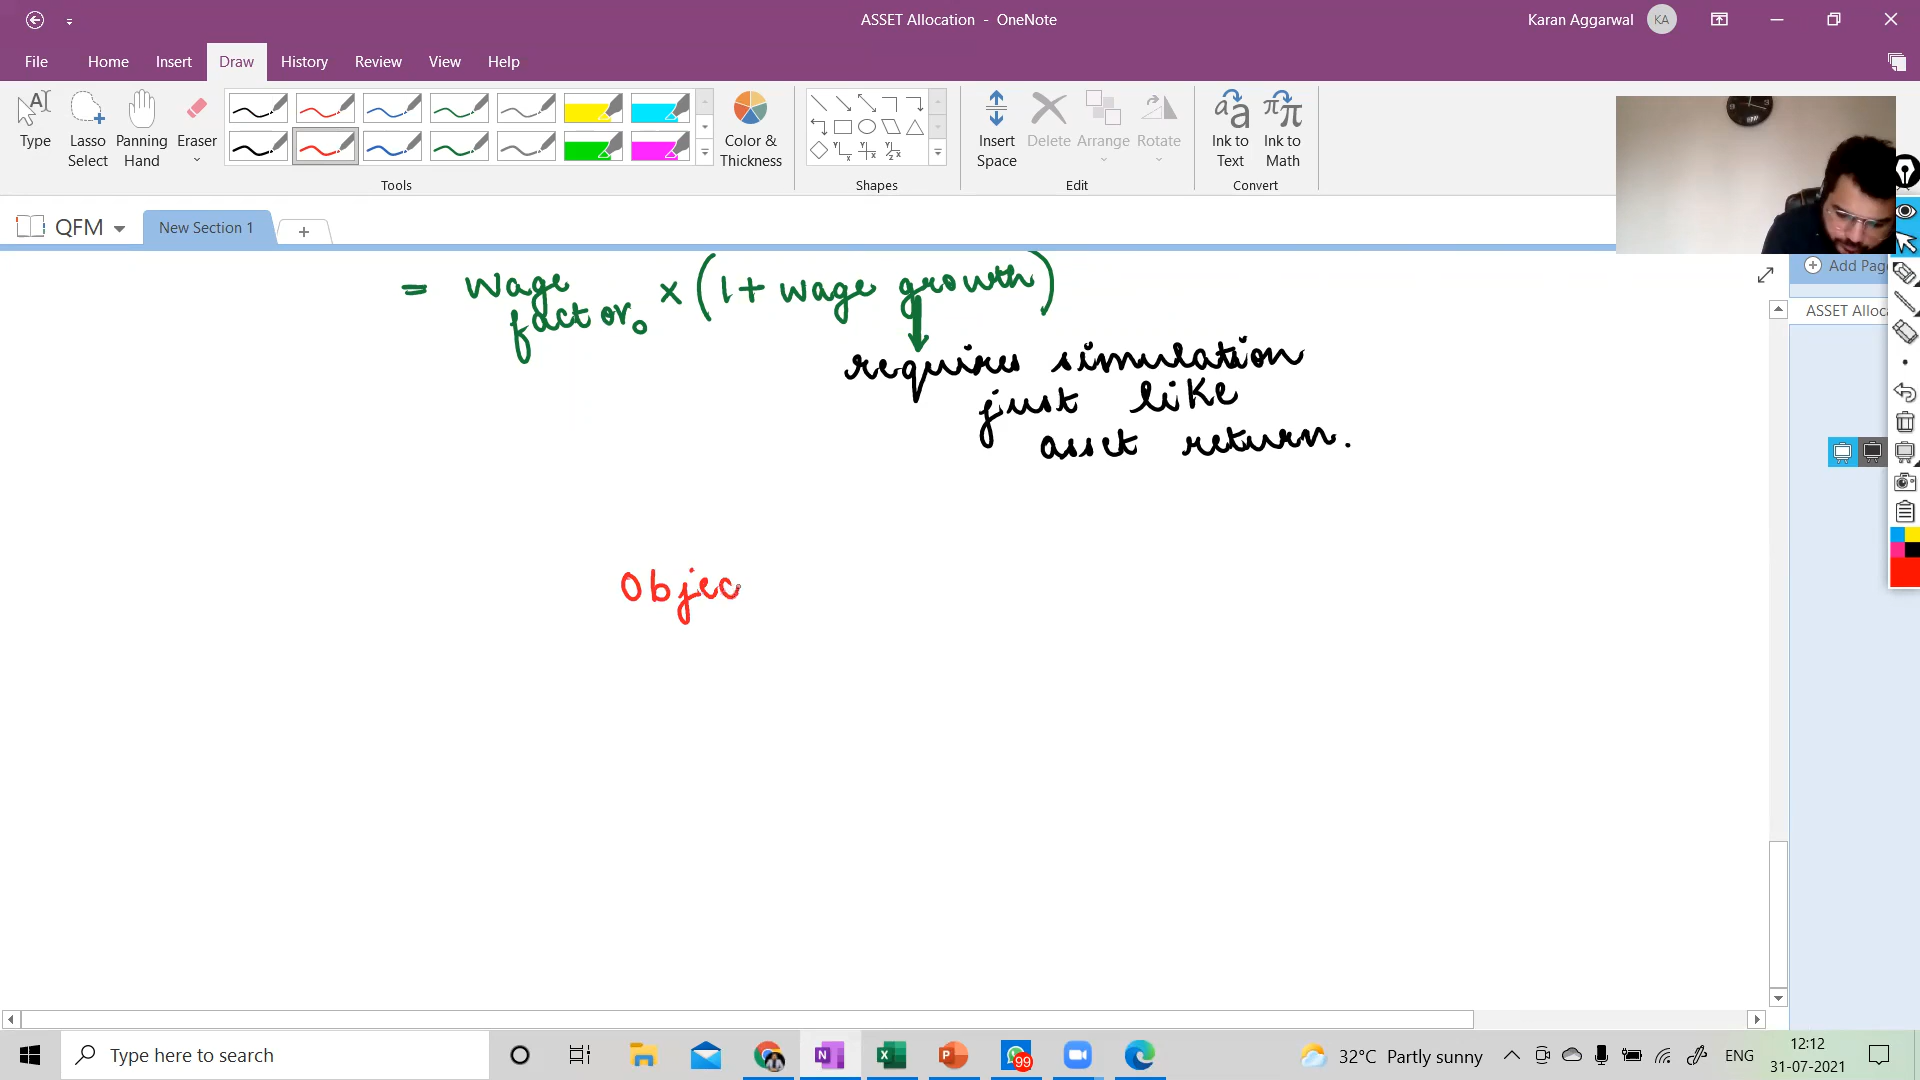 ASSET Allocation - OneNote
Karan Aggarwal KA
File Home Insert Draw History Review View Help
Type
Lasso Select
Panning Hand
Eraser
Color & Thickness
Insert Space
Delete
Arrange
Rotate
Ink to Text
Ink to Math
Tools
Shapes
Edit
Convert
QFM
New Section 1
+
Add Page
ASSET Alloca
= wage factor₀ × (1 + wage growth)
requires simulation
just like
asset return.
Objec
Type here to search
99
32°C Partly sunny
ENG
12:12
31-07-2021